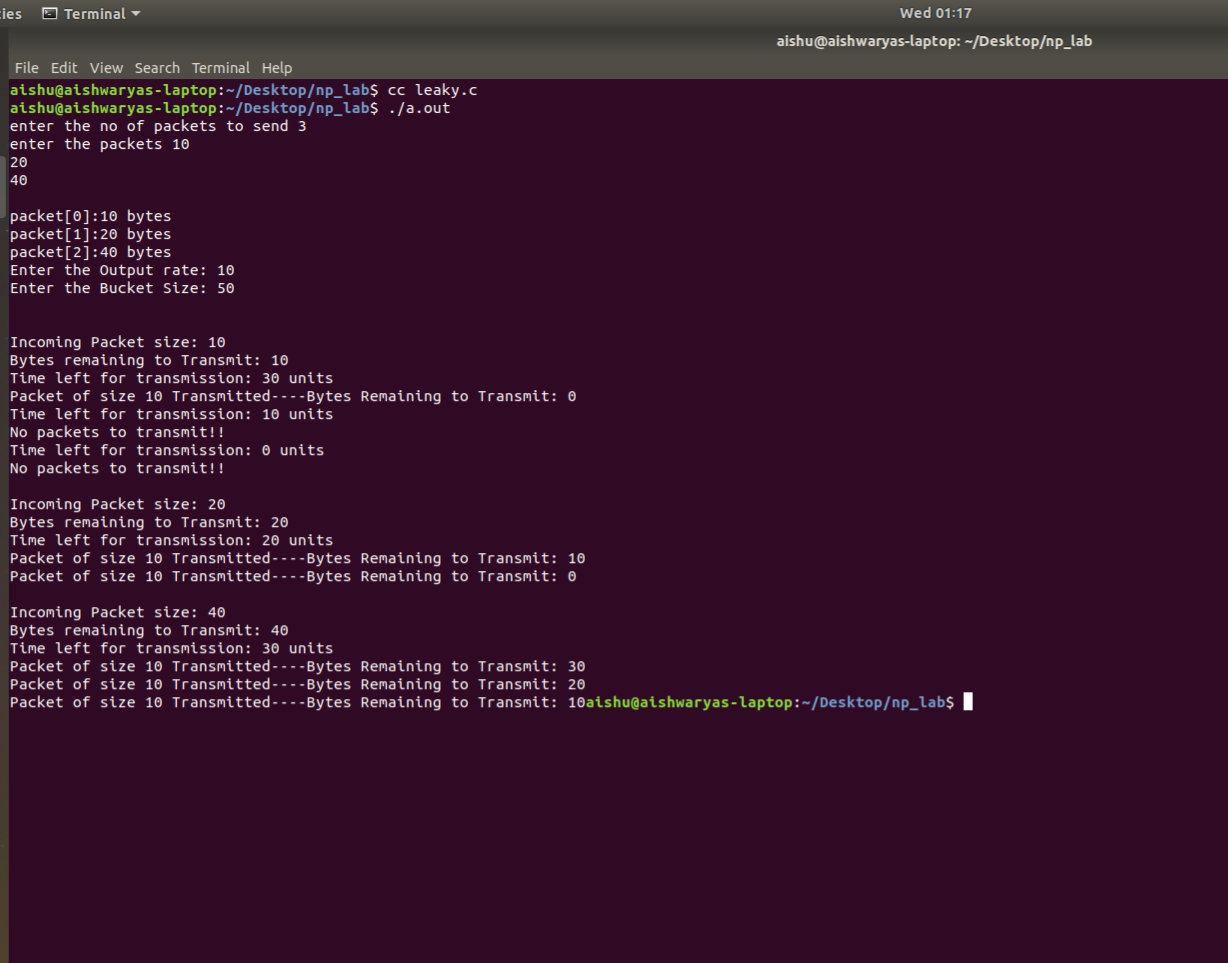 ies Terminal Wed 01:17
aishu@aishwaryas-laptop: ~/Desktop/np_lab
File Edit View Search Terminal Help
aishu@aishwaryas-laptop:~/Desktop/np_lab$ cc leaky.c
aishu@aishwaryas-laptop:~/Desktop/np_lab$ ./a.out
enter the no of packets to send 3
enter the packets 10
20
40
packet[0]:10 bytes
packet[1]:20 bytes
packet[2]:40 bytes
Enter the Output rate: 10
Enter the Bucket Size: 50
Incoming Packet size: 10
Bytes remaining to Transmit: 10
Time left for transmission: 30 units
Packet of size 10 Transmitted----Bytes Remaining to Transmit: 0
Time left for transmission: 10 units
No packets to transmit!!
Time left for transmission: 0 units
No packets to transmit!!
Incoming Packet size: 20
Bytes remaining to Transmit: 20
Time left for transmission: 20 units
Packet of size 10 Transmitted----Bytes Remaining to Transmit: 10
Packet of size 10 Transmitted----Bytes Remaining to Transmit: 0
Incoming Packet size: 40
Bytes remaining to Transmit: 40
Time left for transmission: 30 units
Packet of size 10 Transmitted----Bytes Remaining to Transmit: 30
Packet of size 10 Transmitted----Bytes Remaining to Transmit: 20
Packet of size 10 Transmitted----Bytes Remaining to Transmit: 10aishu@aishwaryas-laptop:~/Desktop/np_lab$